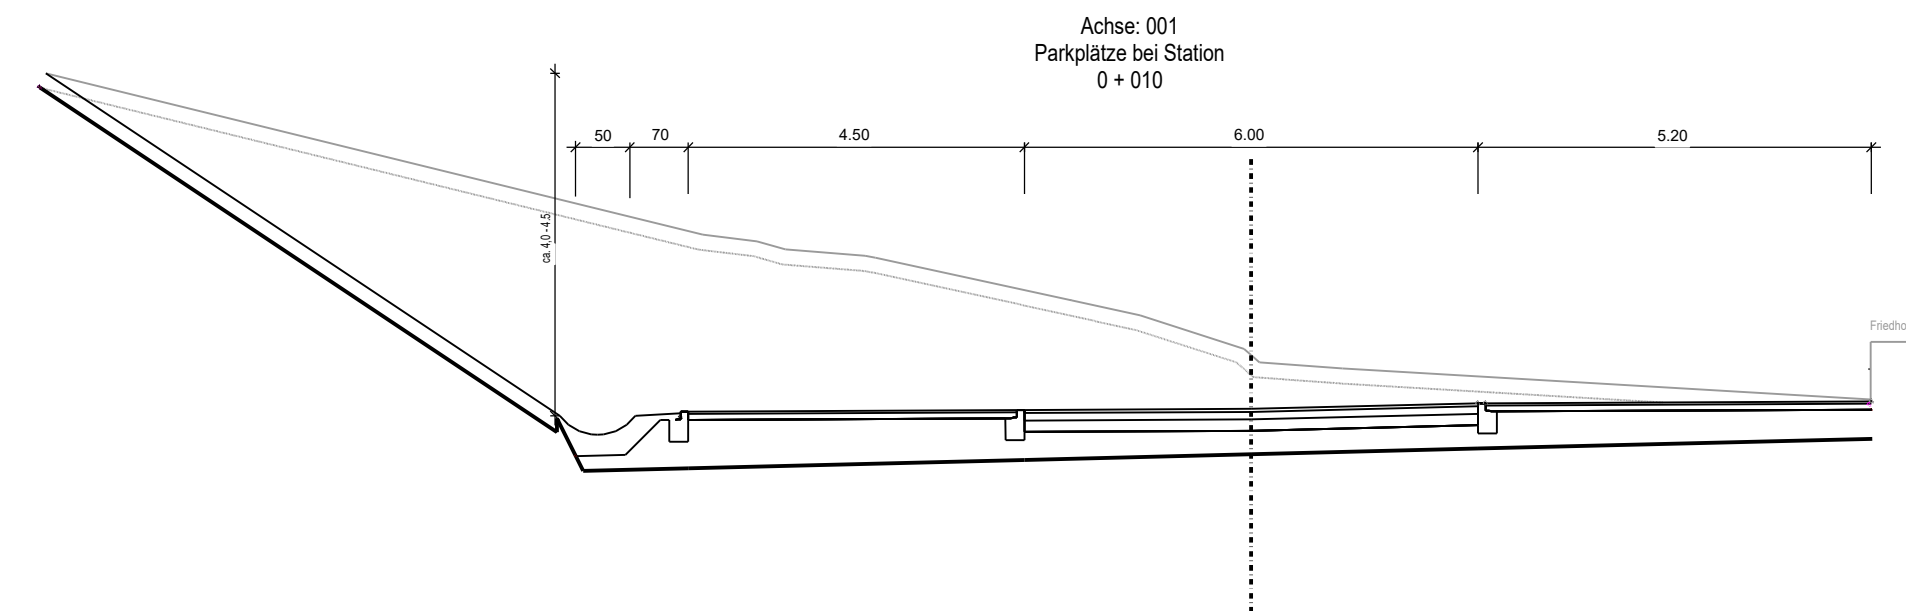 Achse: 001
Parkplätze bei Station
0 + 010
50
70
4.50
6.00
5.20
ca. 4,0 - 4.5
Friedho